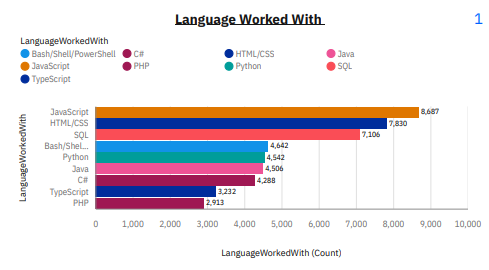 Language Worked With
1
LanguageWorkedWith
Bash/Shell/PowerShell C# HTML/CSS Java
JavaScript PHP Python SQL
TypeScript
LanguageWorkedWith
JavaScript 8,687
HTML/CSS 7,830
SQL 7,106
Bash/Shel... 4,642
Python 4,542
Java 4,506
C# 4,288
TypeScript 3,232
PHP 2,913
0 1,000 2,000 3,000 4,000 5,000 6,000 7,000 8,000 9,000 10,000
LanguageWorkedWith (Count)